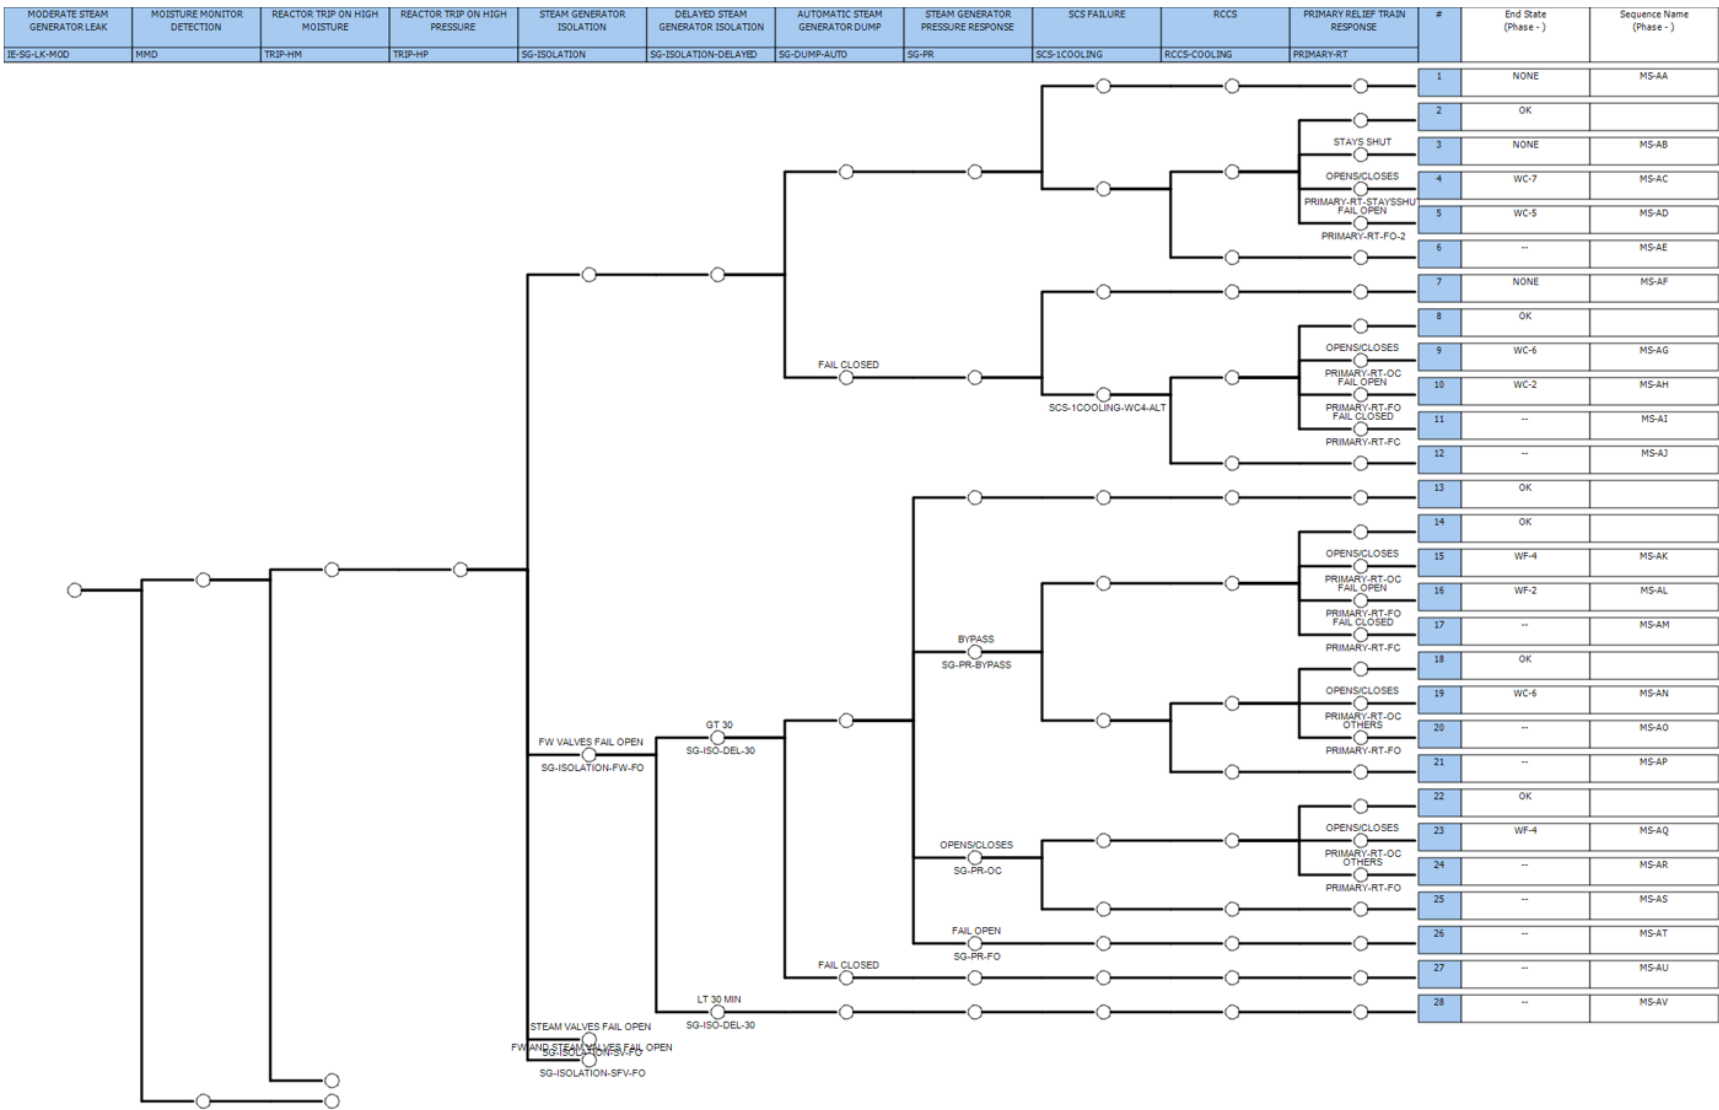 MODERATE STEAM GENERATOR LEAK
MOISTURE MONITOR DETECTION
REACTOR TRIP ON HIGH MOISTURE
REACTOR TRIP ON HIGH PRESSURE
STEAM GENERATOR ISOLATION
DELAYED STEAM GENERATOR ISOLATION
AUTOMATIC STEAM GENERATOR DUMP
STEAM GENERATOR PRESSURE RESPONSE
SCS FAILURE
RCCS
PRIMARY RELIEF TRAIN RESPONSE
#
End State (Phase - )
Sequence Name (Phase - )
IE-SG-LK-MOD
MMD
TRIP-HM
TRIP-HP
SG-ISOLATION
SG-ISOLATION-DELAYED
SG-DUMP-AUTO
SG-PR
SCS-1COOLING
RCCS-COOLING
PRIMARY-RT
1 NONE MS-AA
2 OK
STAYS SHUT
3 NONE MS-AB
OPENS/CLOSES
4 WC-7 MS-AC
PRIMARY-RT-STAYSSHU
FAIL OPEN
5 WC-5 MS-AD
PRIMARY-RT-FO-2
6 -- MS-AE
7 NONE MS-AF
8 OK
OPENS/CLOSES
9 WC-6 MS-AG
FAIL CLOSED
PRIMARY-RT-OC
FAIL OPEN
10 WC-2 MS-AH
SCS-1COOLING-WC4-ALT
PRIMARY-RT-FO
FAIL CLOSED
11 -- MS-AI
PRIMARY-RT-FC
12 -- MS-AJ
13 OK
14 OK
OPENS/CLOSES
15 WF-4 MS-AK
PRIMARY-RT-OC
FAIL OPEN
16 WF-2 MS-AL
PRIMARY-RT-FO
FAIL CLOSED
17 -- MS-AM
BYPASS
PRIMARY-RT-FC
SG-PR-BYPASS
18 OK
OPENS/CLOSES
19 WC-6 MS-AN
PRIMARY-RT-OC
OTHERS
GT 30
20 -- MS-AO
FW VALVES FAIL OPEN
SG-ISO-DEL-30
PRIMARY-RT-FO
SG-ISOLATION-FW-FO
21 -- MS-AP
22 OK
OPENS/CLOSES
23 WF-4 MS-AQ
OPENS/CLOSES
PRIMARY-RT-OC
OTHERS
SG-PR-OC
24 -- MS-AR
PRIMARY-RT-FO
25 -- MS-AS
FAIL OPEN
26 -- MS-AT
SG-PR-FO
FAIL CLOSED
27 -- MS-AU
LT 30 MIN
28 -- MS-AV
SG-ISO-DEL-30
STEAM VALVES FAIL OPEN
FW AND STEAM VALVES FAIL OPEN
SG-ISOLATION-SV-FO
SG-ISOLATION-SFV-FO